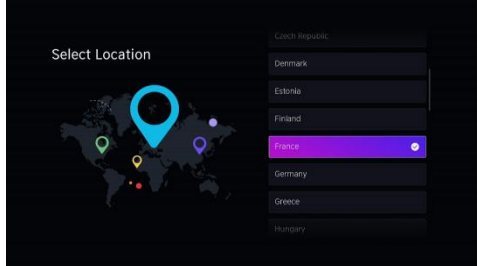 Select Location
Czech Republic
Denmark
Estonia
Finland
France
Germany
Greece
Hungary